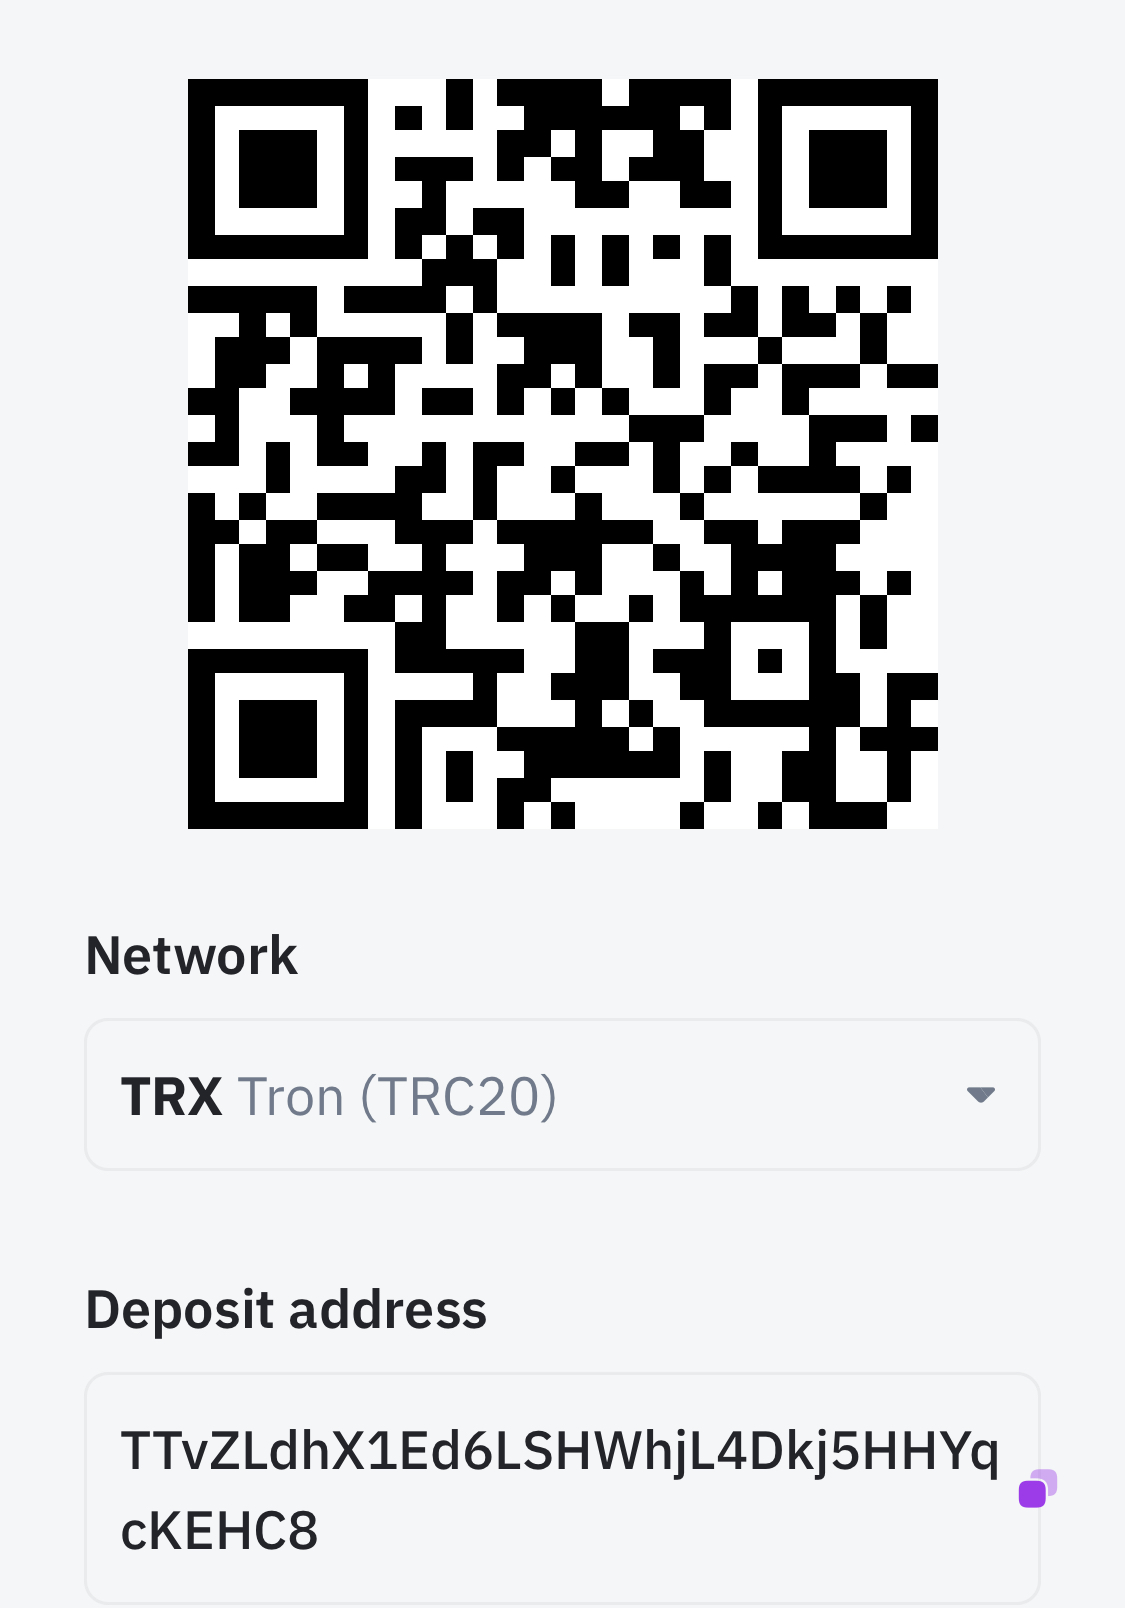 Network
TRX Tron (TRC20)
Deposit address
TTvZLdhX1Ed6LSHWhjL4Dkj5HHYq
cKEHC8